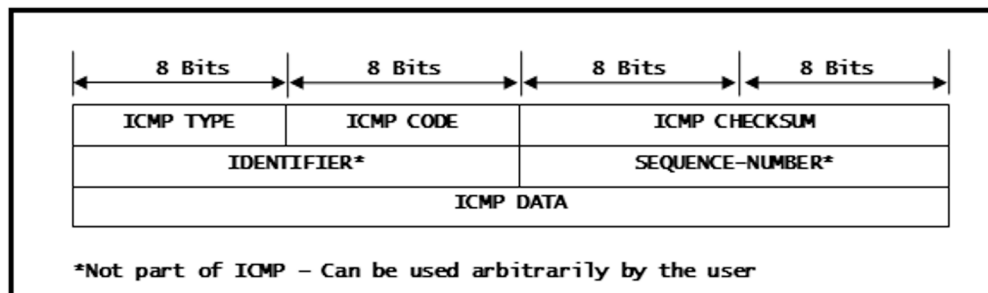 8 Bits 8 Bits 8 Bits 8 Bits
ICMP TYPE ICMP CODE ICMP CHECKSUM
IDENTIFIER* SEQUENCE-NUMBER*
ICMP DATA
*Not part of ICMP – Can be used arbitrarily by the user